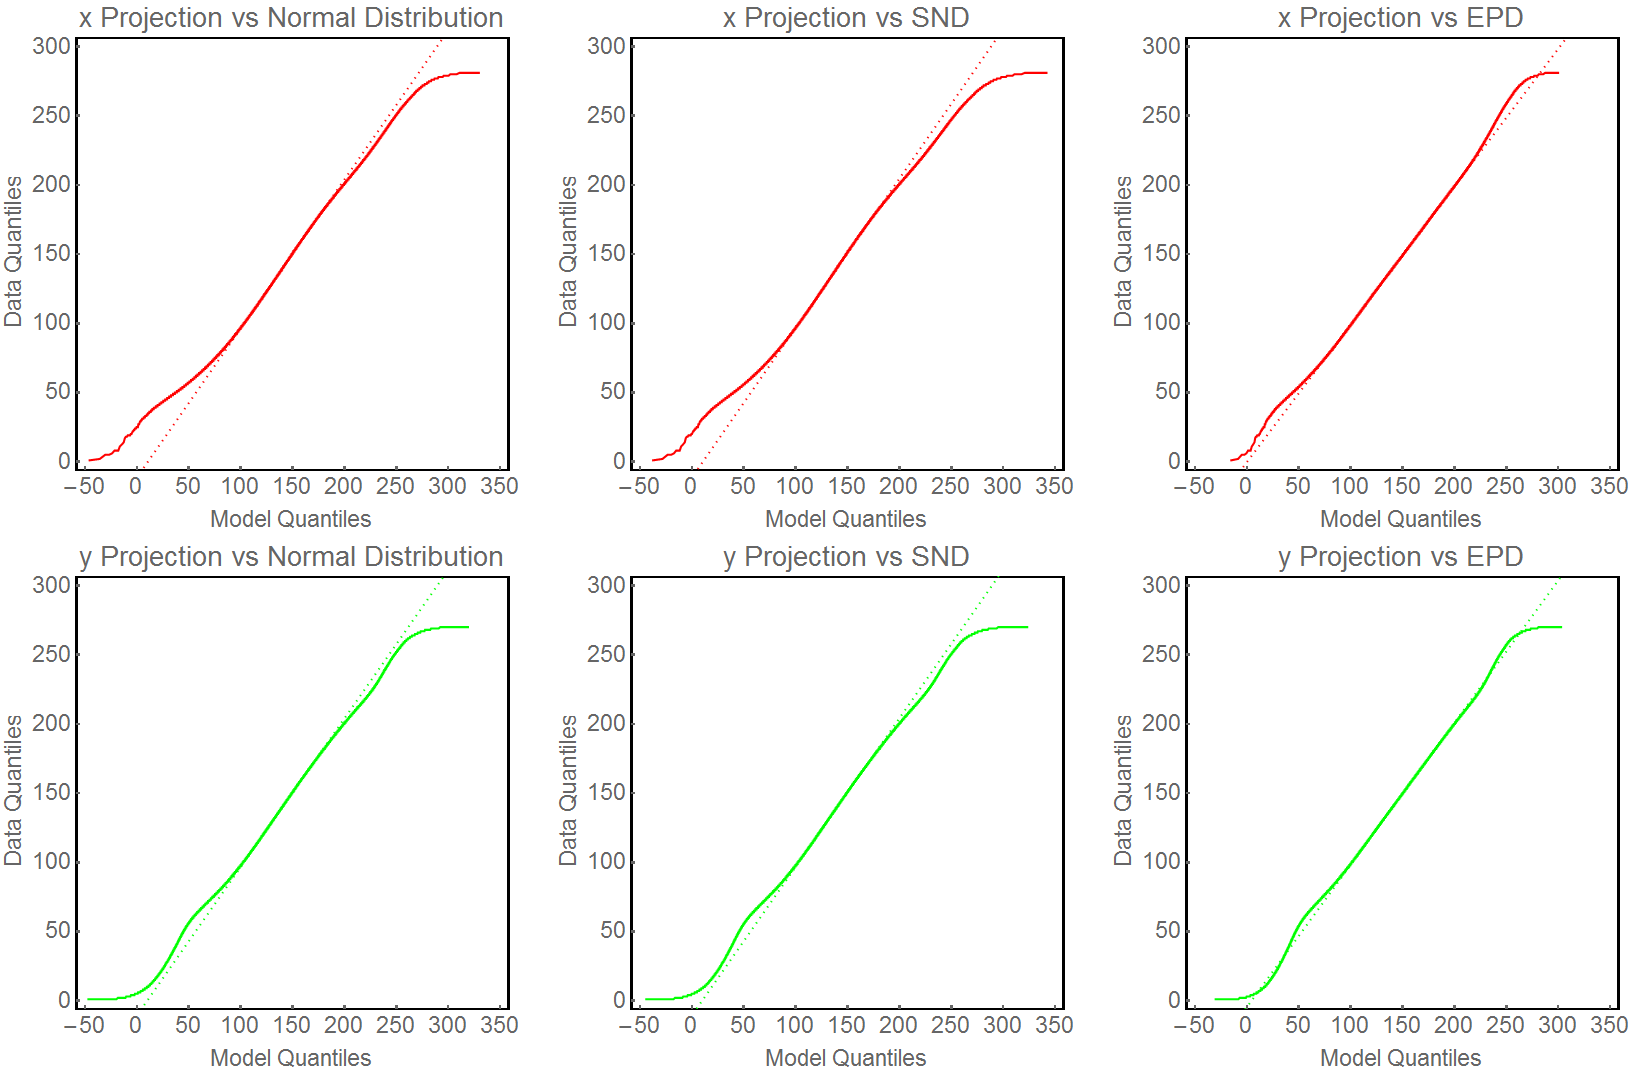 x Projection vs Normal Distribution
300
250
200
150
100
50
0
Data Quantiles
−50 0 50 100 150 200 250 300 350
Model Quantiles
x Projection vs SND
300
250
200
150
100
50
0
Data Quantiles
−50 0 50 100 150 200 250 300 350
Model Quantiles
x Projection vs EPD
300
250
200
150
100
50
0
Data Quantiles
−50 0 50 100 150 200 250 300 350
Model Quantiles
y Projection vs Normal Distribution
300
250
200
150
100
50
0
Data Quantiles
−50 0 50 100 150 200 250 300 350
Model Quantiles
y Projection vs SND
300
250
200
150
100
50
0
Data Quantiles
−50 0 50 100 150 200 250 300 350
Model Quantiles
y Projection vs EPD
300
250
200
150
100
50
0
Data Quantiles
−50 0 50 100 150 200 250 300 350
Model Quantiles